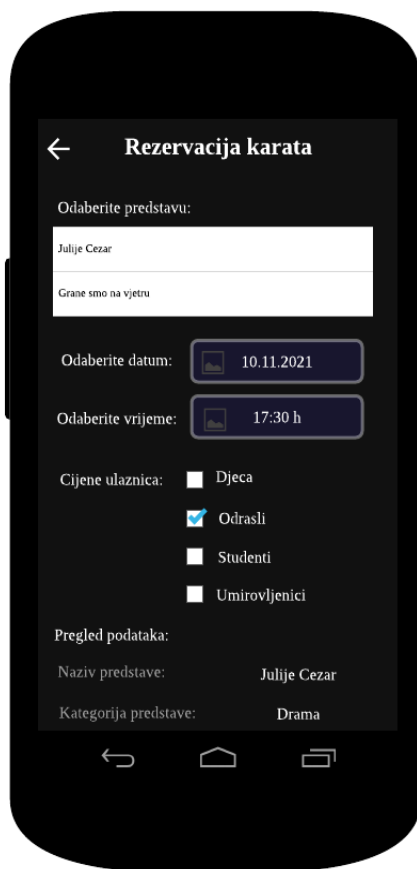 Rezervacija karata
Odaberite predstavu:
Julije Cezar
Grane smo na vjetru
Odaberite datum: 10.11.2021
Odaberite vrijeme: 17:30 h
Cijene ulaznica: Djeca
Odrasli
Studenti
Umirovljenici
Pregled podataka:
Naziv predstave: Julije Cezar
Kategorija predstave: Drama